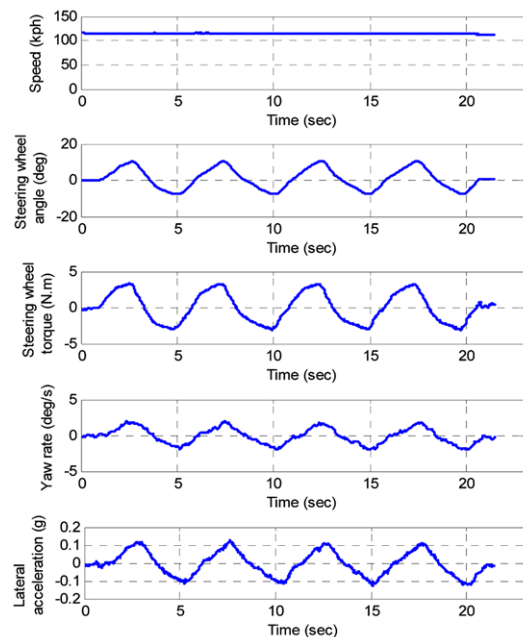 Speed (kph)
150
100
50
0
0 5 10 15 20
Time (sec)
Steering wheel
angle (deg)
20
0
-20
0 5 10 15 20
Time (sec)
Steering wheel
torque (N.m)
5
0
-5
0 5 10 15 20
Time (sec)
Yaw rate (deg/s)
5
0
-5
0 5 10 15 20
Time (sec)
Lateral
acceleration (g)
0.2
0.1
0
-0.1
-0.2
0 5 10 15 20
Time (sec)